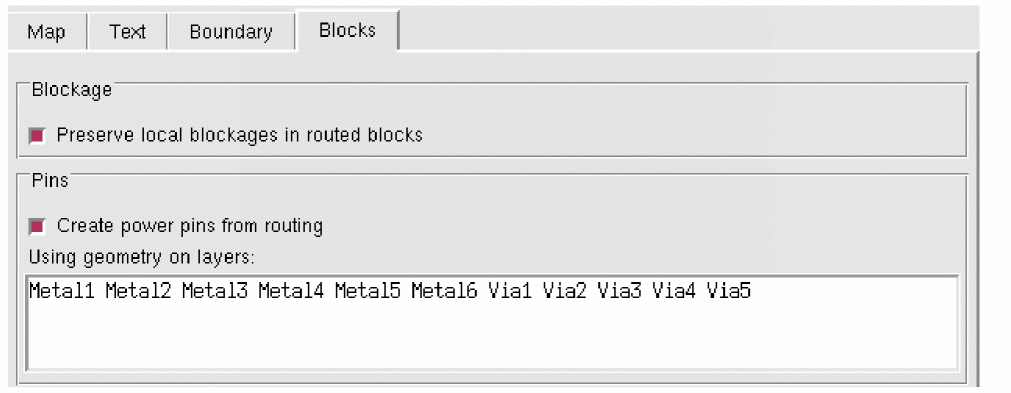 Map Text Boundary Blocks
Blockage
Preserve local blockages in routed blocks
Pins
Create power pins from routing
Using geometry on layers:
Metal1 Metal2 Metal3 Metal4 Metal5 Metal6 Via1 Via2 Via3 Via4 Via5